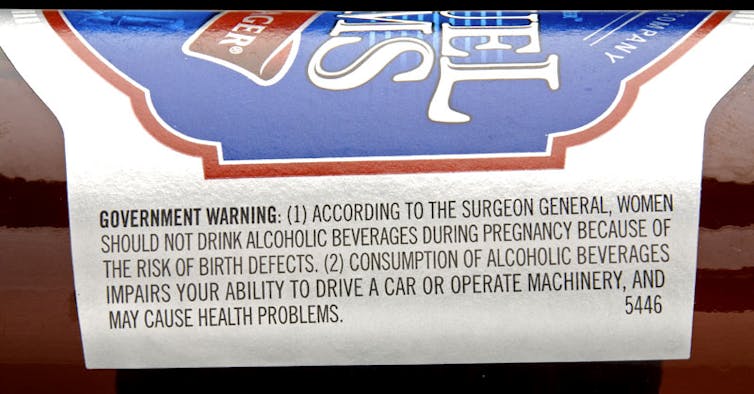 COMPANY
GOVERNMENT WARNING: (1) ACCORDING TO THE SURGEON GENERAL, WOMEN
SHOULD NOT DRINK ALCOHOLIC BEVERAGES DURING PREGNANCY BECAUSE OF
THE RISK OF BIRTH DEFECTS. (2) CONSUMPTION OF ALCOHOLIC BEVERAGES
IMPAIRS YOUR ABILITY TO DRIVE A CAR OR OPERATE MACHINERY, AND
MAY CAUSE HEALTH PROBLEMS. 5446